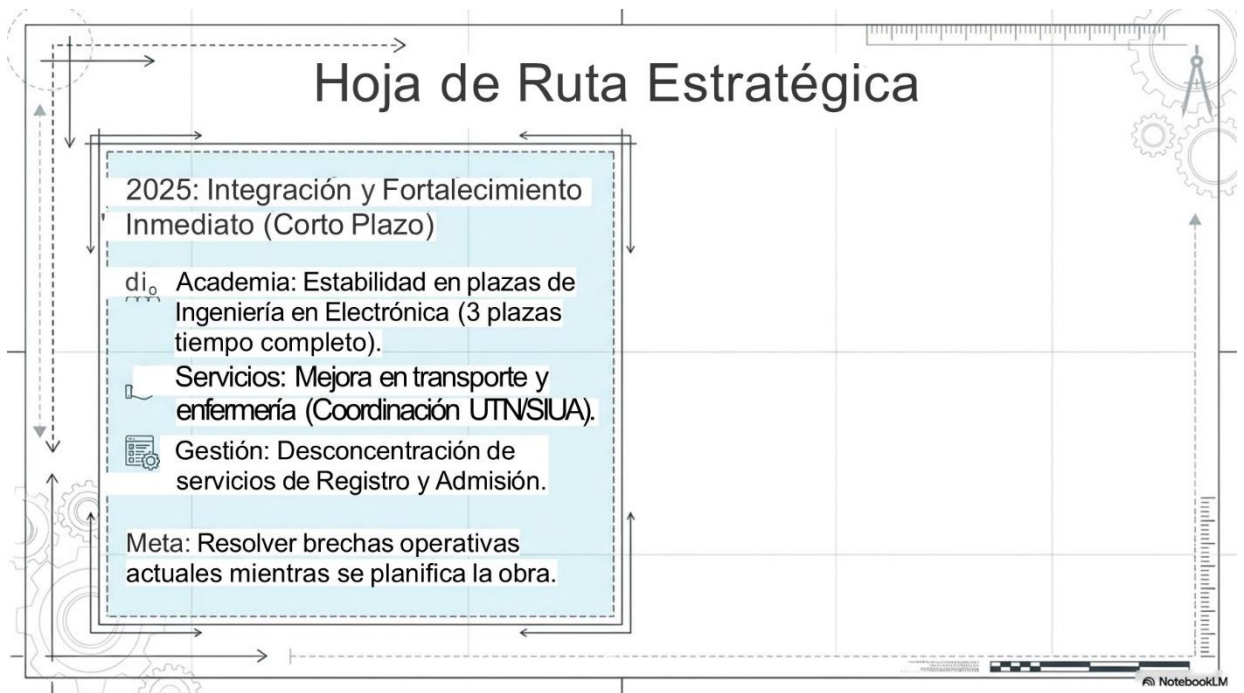 Hoja de Ruta Estratégica
2025: Integración y Fortalecimiento
Inmediato (Corto Plazo)
Academia: Estabilidad en plazas de
Ingeniería en Electrónica (3 plazas
tiempo completo).
Servicios: Mejora en transporte y
enfermería (Coordinación UTN/SIUA).
Gestión: Desconcentración de
servicios de Registro y Admisión.
Meta: Resolver brechas operativas
actuales mientras se planifica la obra.
NotebookLM